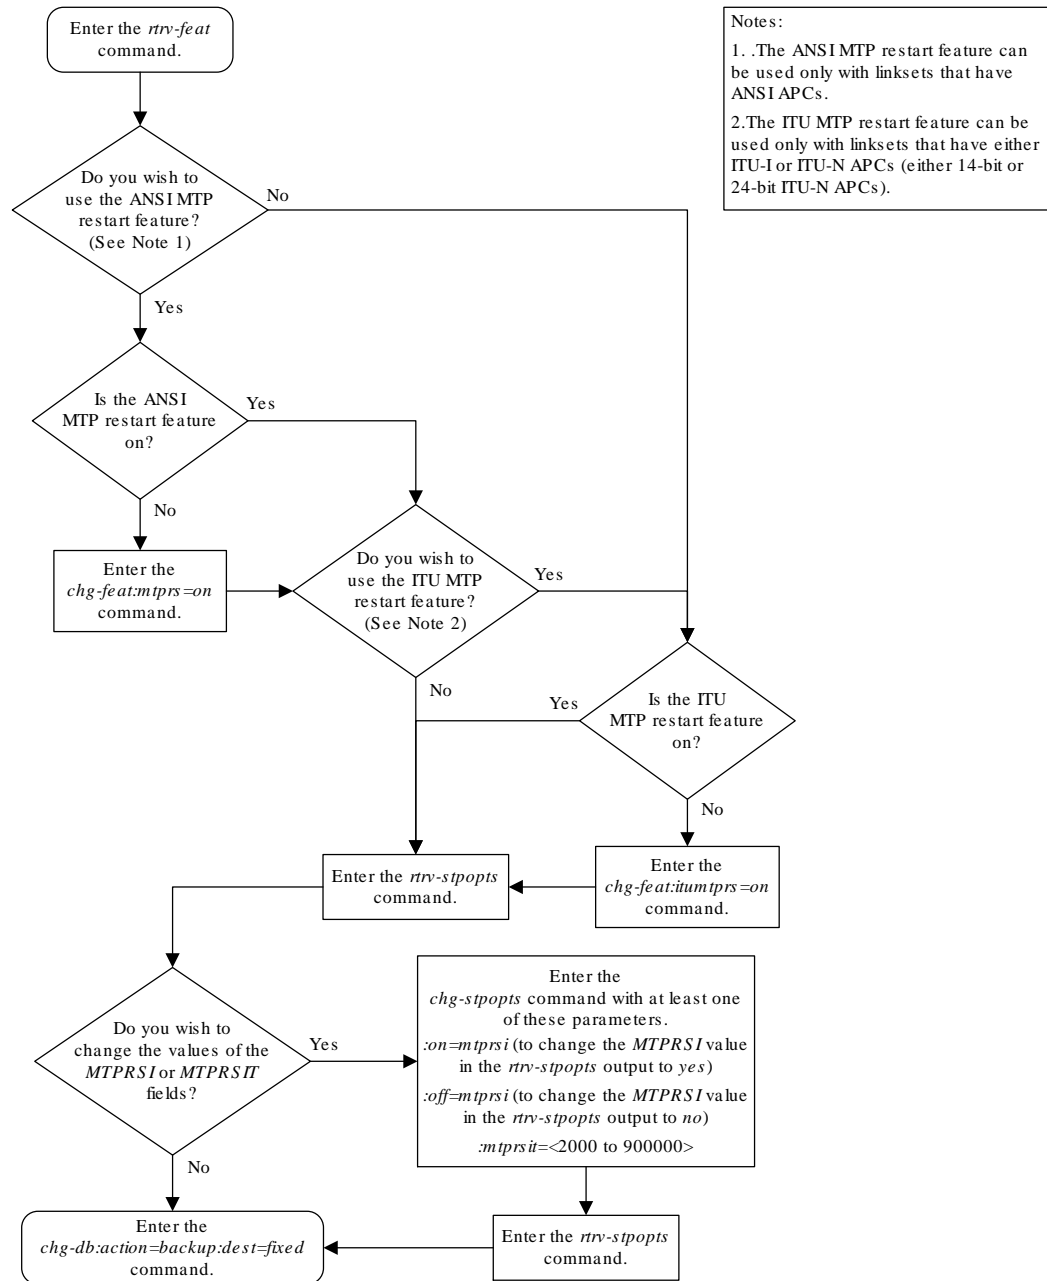 Enter the rtrv-feat
command.
Notes:
1. .The ANSI MTP restart feature can
be used only with linksets that have
ANSI APCs.
2.The ITU MTP restart feature can be
used only with linksets that have either
ITU-I or ITU-N APCs (either 14-bit or
24-bit ITU-N APCs).
Do you wish to
use the ANSI MTP
restart feature?
(See Note 1)
No
Yes
Is the ANSI
MTP restart feature
on?
Yes
No
Enter the
chg-feat:mtprs=on
command.
Do you wish to
use the ITU MTP
restart feature?
(See Note 2)
Yes
No
Is the ITU
MTP restart feature
on?
Yes
No
Enter the
chg-feat:itumtprs=on
command.
Enter the rtrv-stpopts
command.
Do you wish to
change the values of the
MTPRSI or MTPRSIT
fields?
Yes
No
Enter the
chg-stpopts command with at least one
of these parameters.
:on=mtprsi (to change the MTPRSI value
in the rtrv-stpopts output to yes)
:off=mtprsi (to change the MTPRSI value
in the rtrv-stpopts output to no)
:mtprsit=<2000 to 900000>
Enter the rtrv-stpopts
command.
Enter the
chg-db:action=backup:dest=fixed
command.